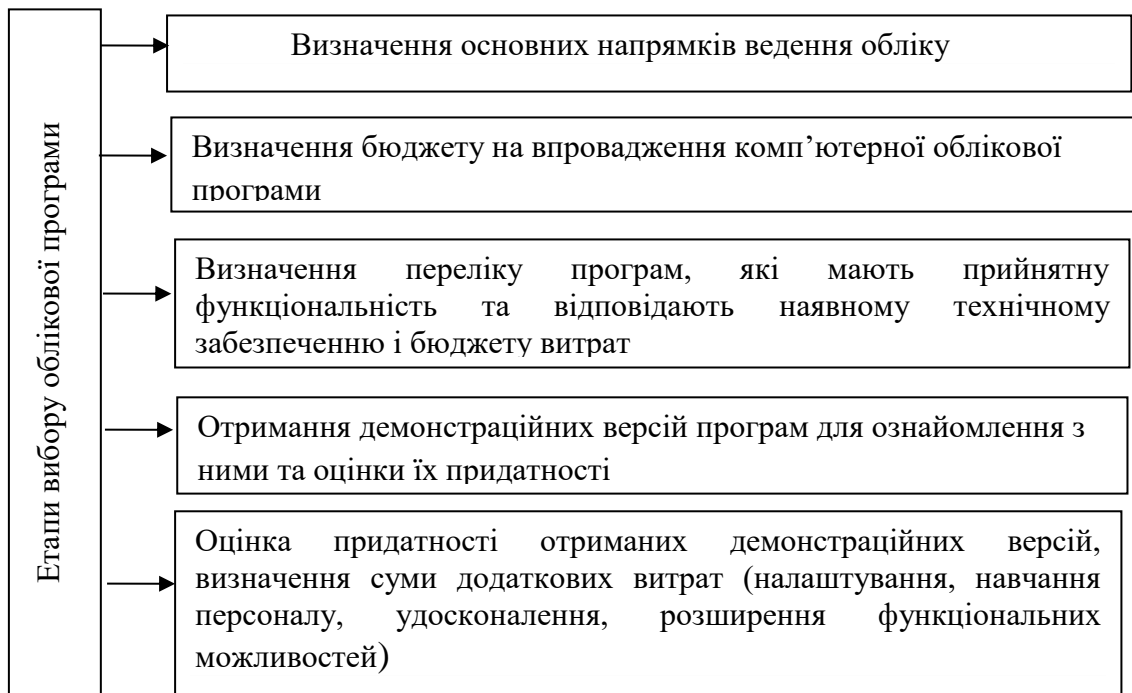 Етапи вибору облікової програми
Визначення основних напрямків ведення обліку
Визначення бюджету на впровадження комп’ютерної облікової
програми
Визначення переліку програм, які мають прийнятну
функціональність та відповідають наявному технічному
забезпеченню і бюджету витрат
Отримання демонстраційних версій програм для ознайомлення з
ними та оцінки їх придатності
Оцінка придатності отриманих демонстраційних версій,
визначення суми додаткових витрат (налаштування, навчання
персоналу, удосконалення, розширення функціональних
можливостей)